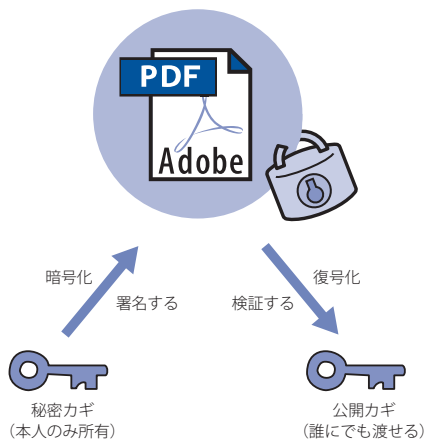 PDF
Adobe
暗号化
署名する
復号化
検証する
秘密カギ
（本人のみ所有）
公開カギ
（誰にでも渡せる）